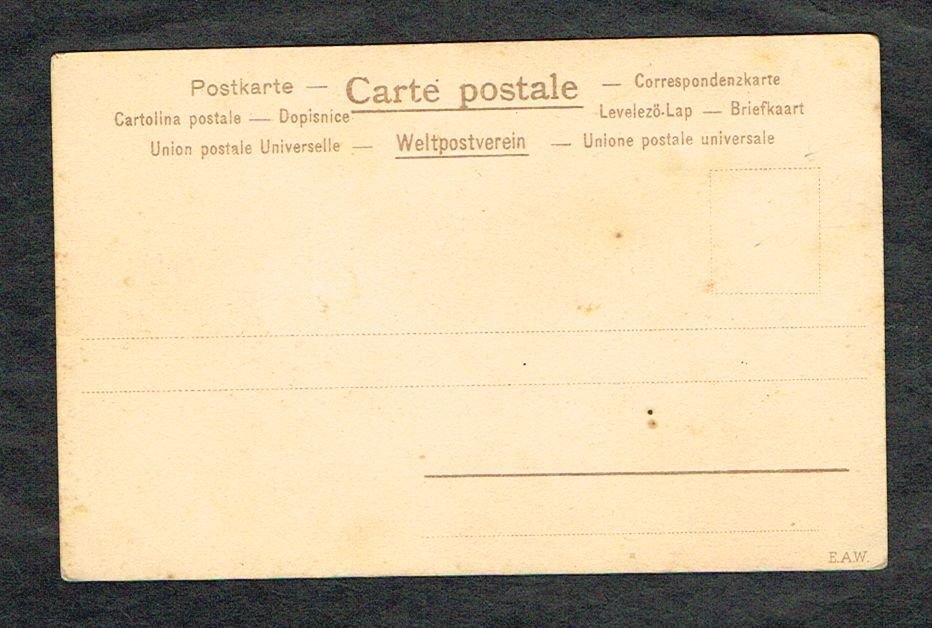 Postkarte — Carte postale — Correspondenzkarte
Cartolina postale — Dopisnice Levelező-Lap — Briefkaart
Union postale Universelle — Weltpostverein — Unione postale universale
E.A.W.